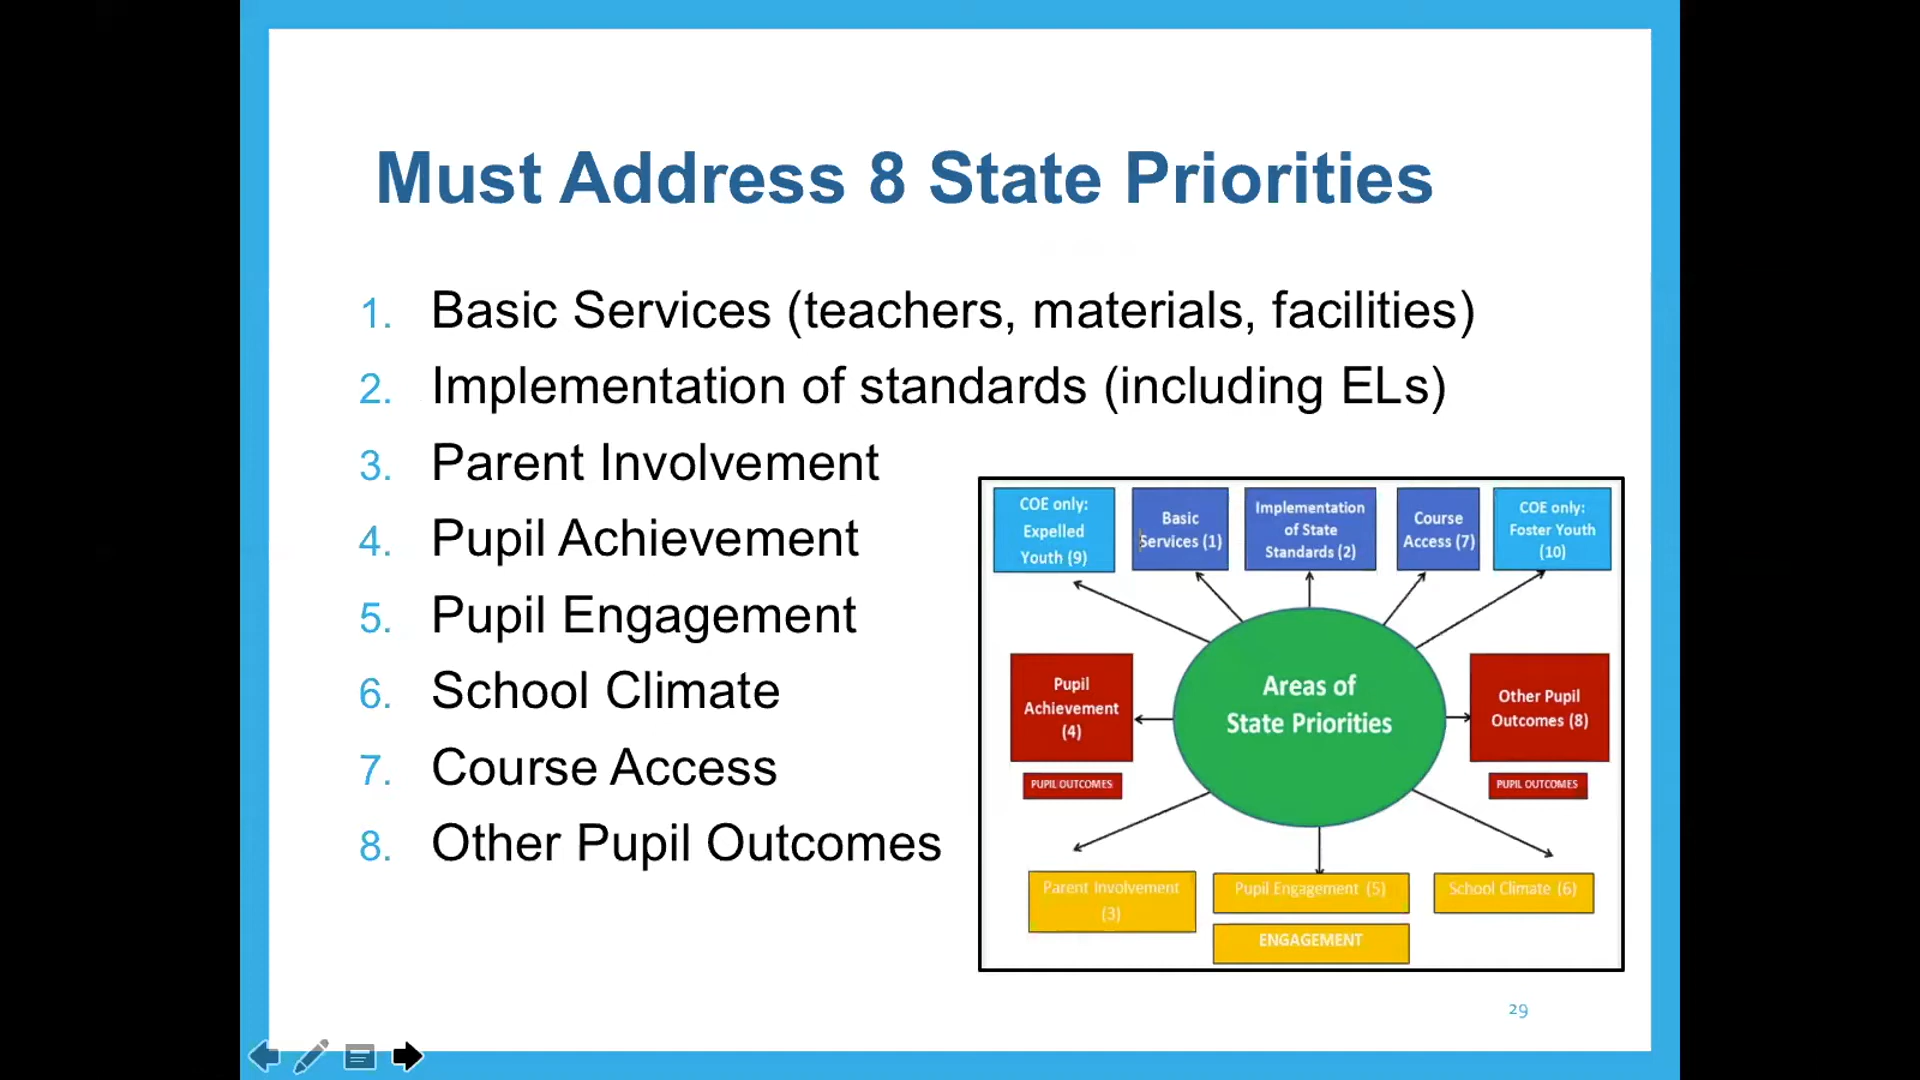 Must Address 8 State Priorities
1. Basic Services (teachers, materials, facilities)
2. Implementation of standards (including ELs)
3. Parent Involvement
4. Pupil Achievement
5. Pupil Engagement
6. School Climate
7. Course Access
8. Other Pupil Outcomes
COE only:
Expelled
Youth (9)
Basic
Services (1)
Implementation
of State
Standards (2)
Course
Access (7)
COE only:
Foster Youth
(10)
Pupil
Achievement
(4)
PUPIL OUTCOMES
Areas of
State Priorities
Other Pupil
Outcomes (8)
PUPIL OUTCOMES
Parent Involvement
(3)
Pupil Engagement (5)
ENGAGEMENT
School Climate (6)
29